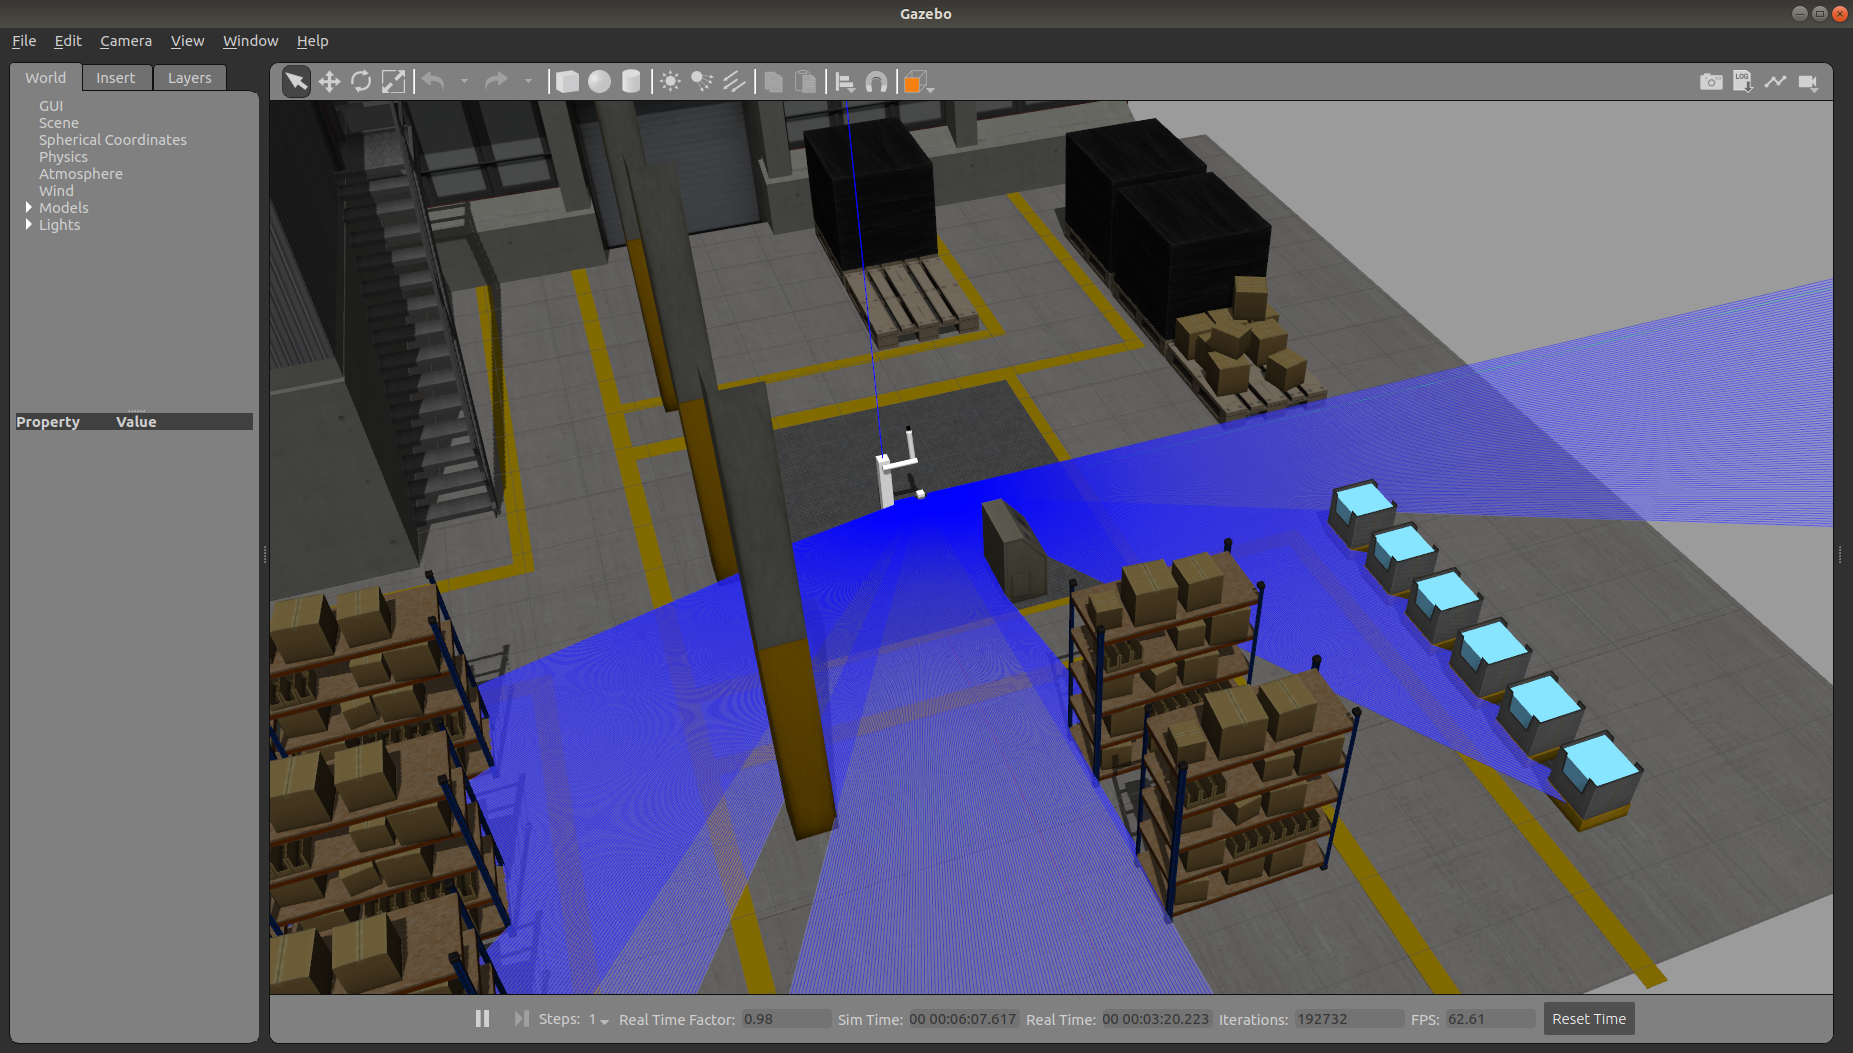 Gazebo
File Edit Camera View Window Help
World Insert Layers
LOG
GUI
Scene
Spherical Coordinates
Physics
Atmosphere
Wind
Models
Lights
Property Value
Steps: 1 Real Time Factor: 0.98 Sim Time: 00 00:06:07.617 Real Time: 00 00:03:20.223 Iterations: 192732 FPS: 62.61 Reset Time